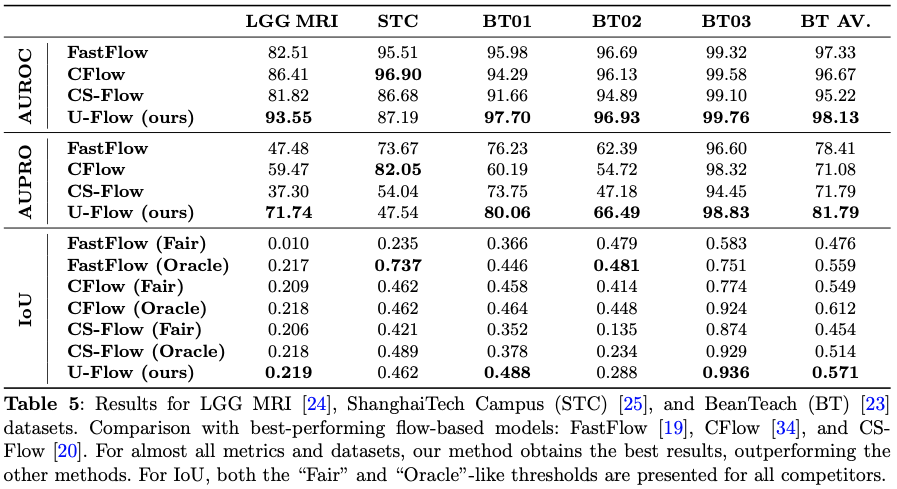 LGG MRI STC BT01 BT02 BT03 BT AV.
AUROC
FastFlow 82.51 95.51 95.98 96.69 99.32 97.33
CFlow 86.41 96.90 94.29 96.13 99.58 96.67
CS-Flow 81.82 86.68 91.66 94.89 99.10 95.22
U-Flow (ours) 93.55 87.19 97.70 96.93 99.76 98.13
AUPRO
FastFlow 47.48 73.67 76.23 62.39 96.60 78.41
CFlow 59.47 82.05 60.19 54.72 98.32 71.08
CS-Flow 37.30 54.04 73.75 47.18 94.45 71.79
U-Flow (ours) 71.74 47.54 80.06 66.49 98.83 81.79
IoU
FastFlow (Fair) 0.010 0.235 0.366 0.479 0.583 0.476
FastFlow (Oracle) 0.217 0.737 0.446 0.481 0.751 0.559
CFlow (Fair) 0.209 0.462 0.458 0.414 0.774 0.549
CFlow (Oracle) 0.218 0.462 0.464 0.448 0.924 0.612
CS-Flow (Fair) 0.206 0.421 0.352 0.135 0.874 0.454
CS-Flow (Oracle) 0.218 0.489 0.378 0.234 0.929 0.514
U-Flow (ours) 0.219 0.462 0.488 0.288 0.936 0.571
Table 5: Results for LGG MRI [24], ShanghaiTech Campus (STC) [25], and BeanTeach (BT) [23]
datasets. Comparison with best-performing flow-based models: FastFlow [19], CFlow [34], and CS-
Flow [20]. For almost all metrics and datasets, our method obtains the best results, outperforming the
other methods. For IoU, both the “Fair” and “Oracle”-like thresholds are presented for all competitors.